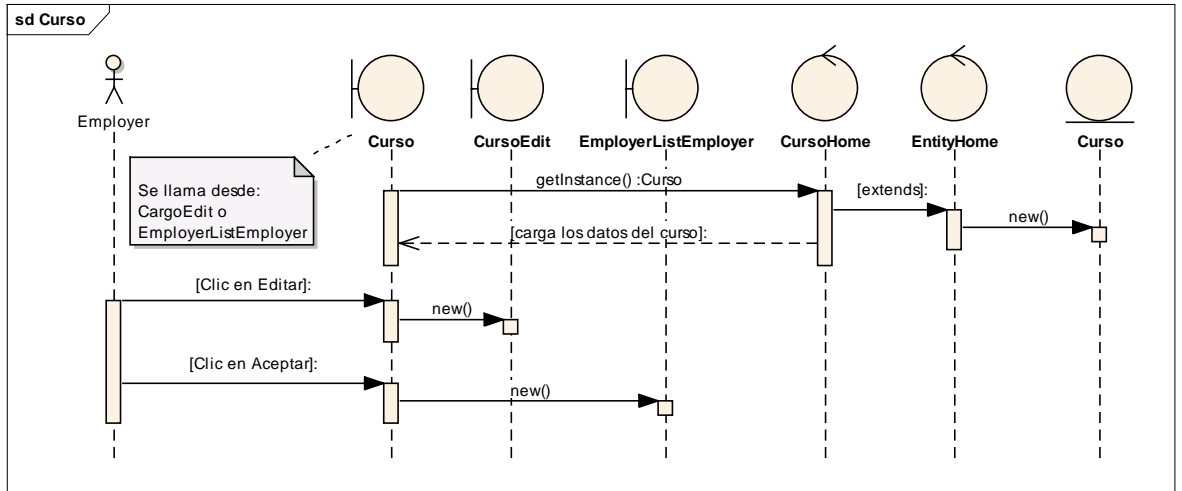 sd Curso
Employer
Curso
CursoEdit
EmployerListEmployer
CursoHome
EntityHome
Curso
Se llama desde:
CargoEdit o
EmployerListEmployer
getInstance() :Curso
[extends]:
new()
[carga los datos del curso]:
[Clic en Editar]:
new()
[Clic en Aceptar]:
new()